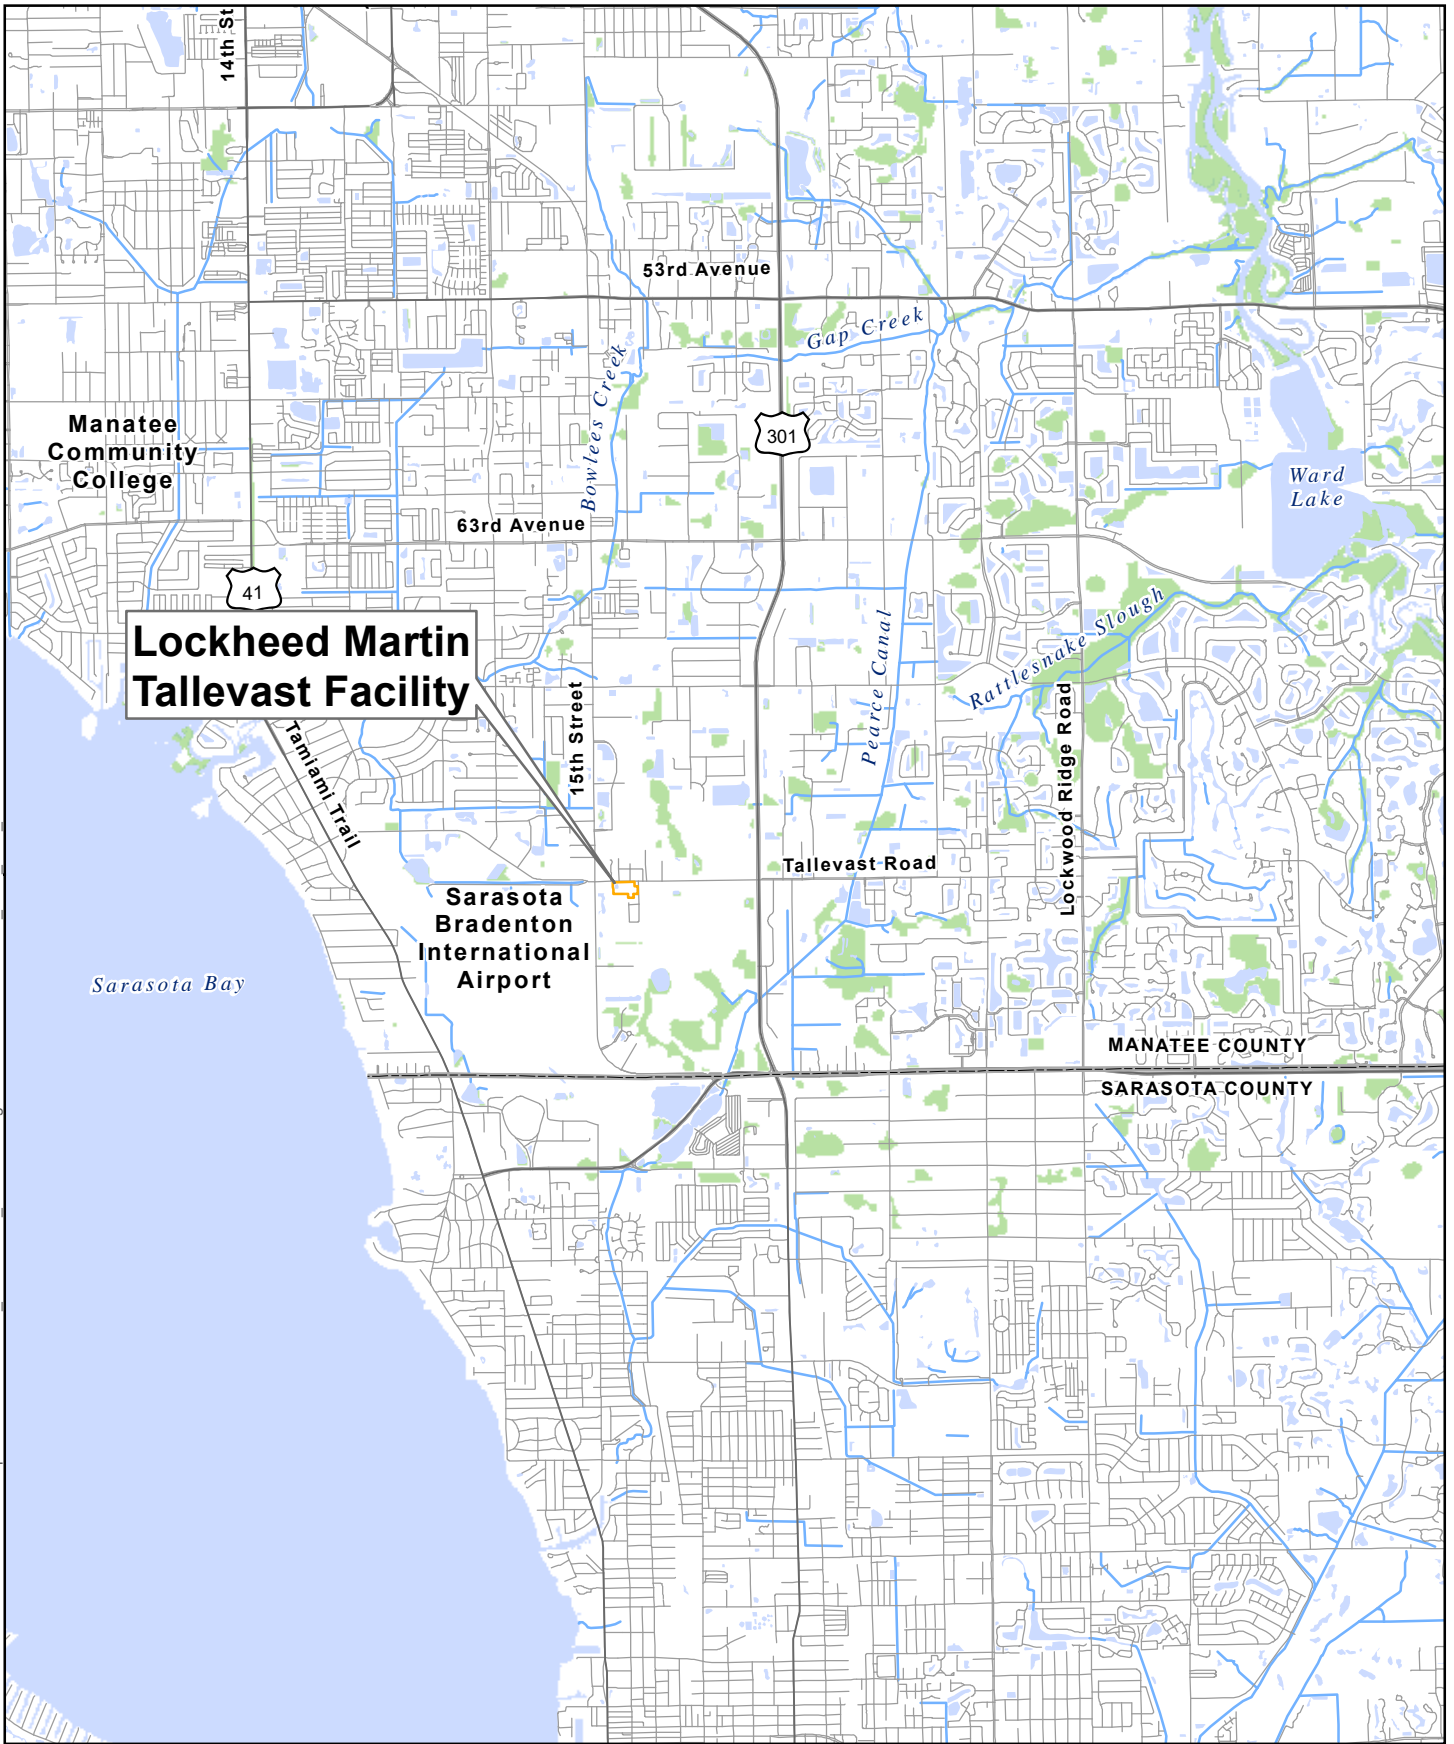 14th St
53rd Avenue
Gap Creek
Bowlees Creek
301
Manatee
Community
College
Ward
Lake
63rd Avenue
41
Lockheed Martin
Tallevast Facility
Pearce Canal
Rattlesnake Slough
15th Street
Lockwood Ridge Road
Tamiami Trail
Tallevast Road
Sarasota
Bradenton
International
Airport
Sarasota Bay
MANATEE COUNTY
SARASOTA COUNTY